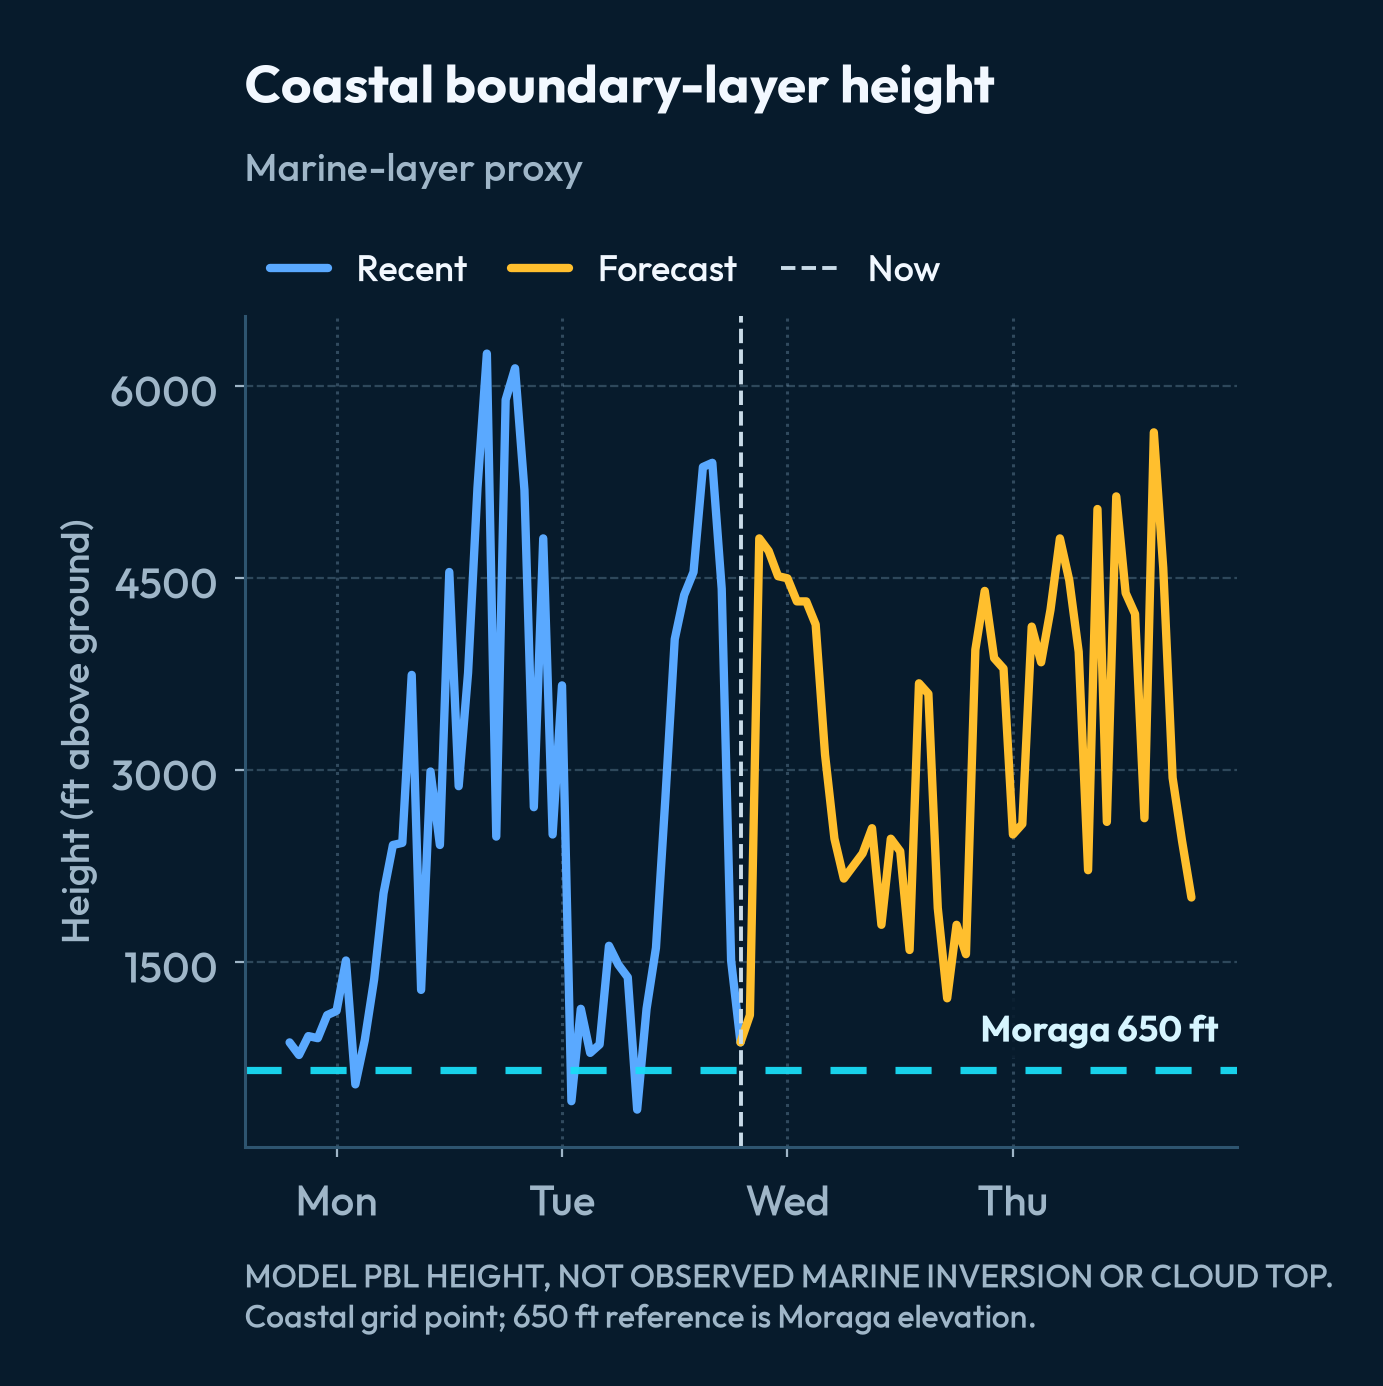 Coastal boundary-layer height
Marine-layer proxy
Recent
Forecast
Now
Height (ft above ground)
6000
4500
3000
1500
Moraga 650 ft
Mon
Tue
Wed
Thu
MODEL PBL HEIGHT, NOT OBSERVED MARINE INVERSION OR CLOUD TOP.
Coastal grid point; 650 ft reference is Moraga elevation.